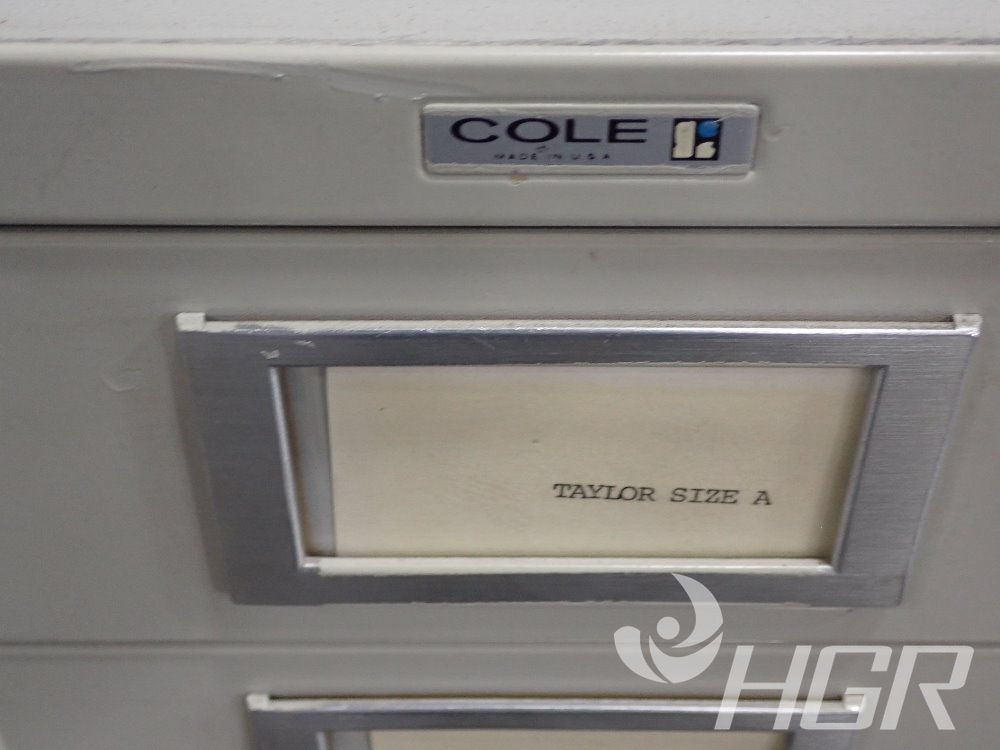 COLE
MADE IN U.S.A
TAYLOR SIZE A
HGR